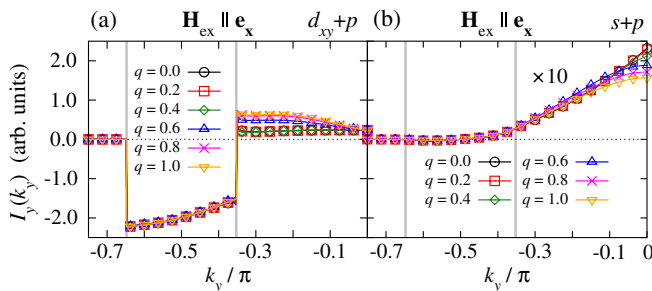 (a) H_ex ∥ e_x d_xy+p (b) H_ex ∥ e_x s+p
I_y(k_y) (arb. units)
2.0
1.0
0.0
-1.0
-2.0
q = 0.0
q = 0.2
q = 0.4
q = 0.6
q = 0.8
q = 1.0
×10
q = 0.0 q = 0.6
q = 0.2 q = 0.8
q = 0.4 q = 1.0
-0.7 -0.5 -0.3 -0.1 -0.7 -0.5 -0.3 -0.1 0
k_y / π k_y / π